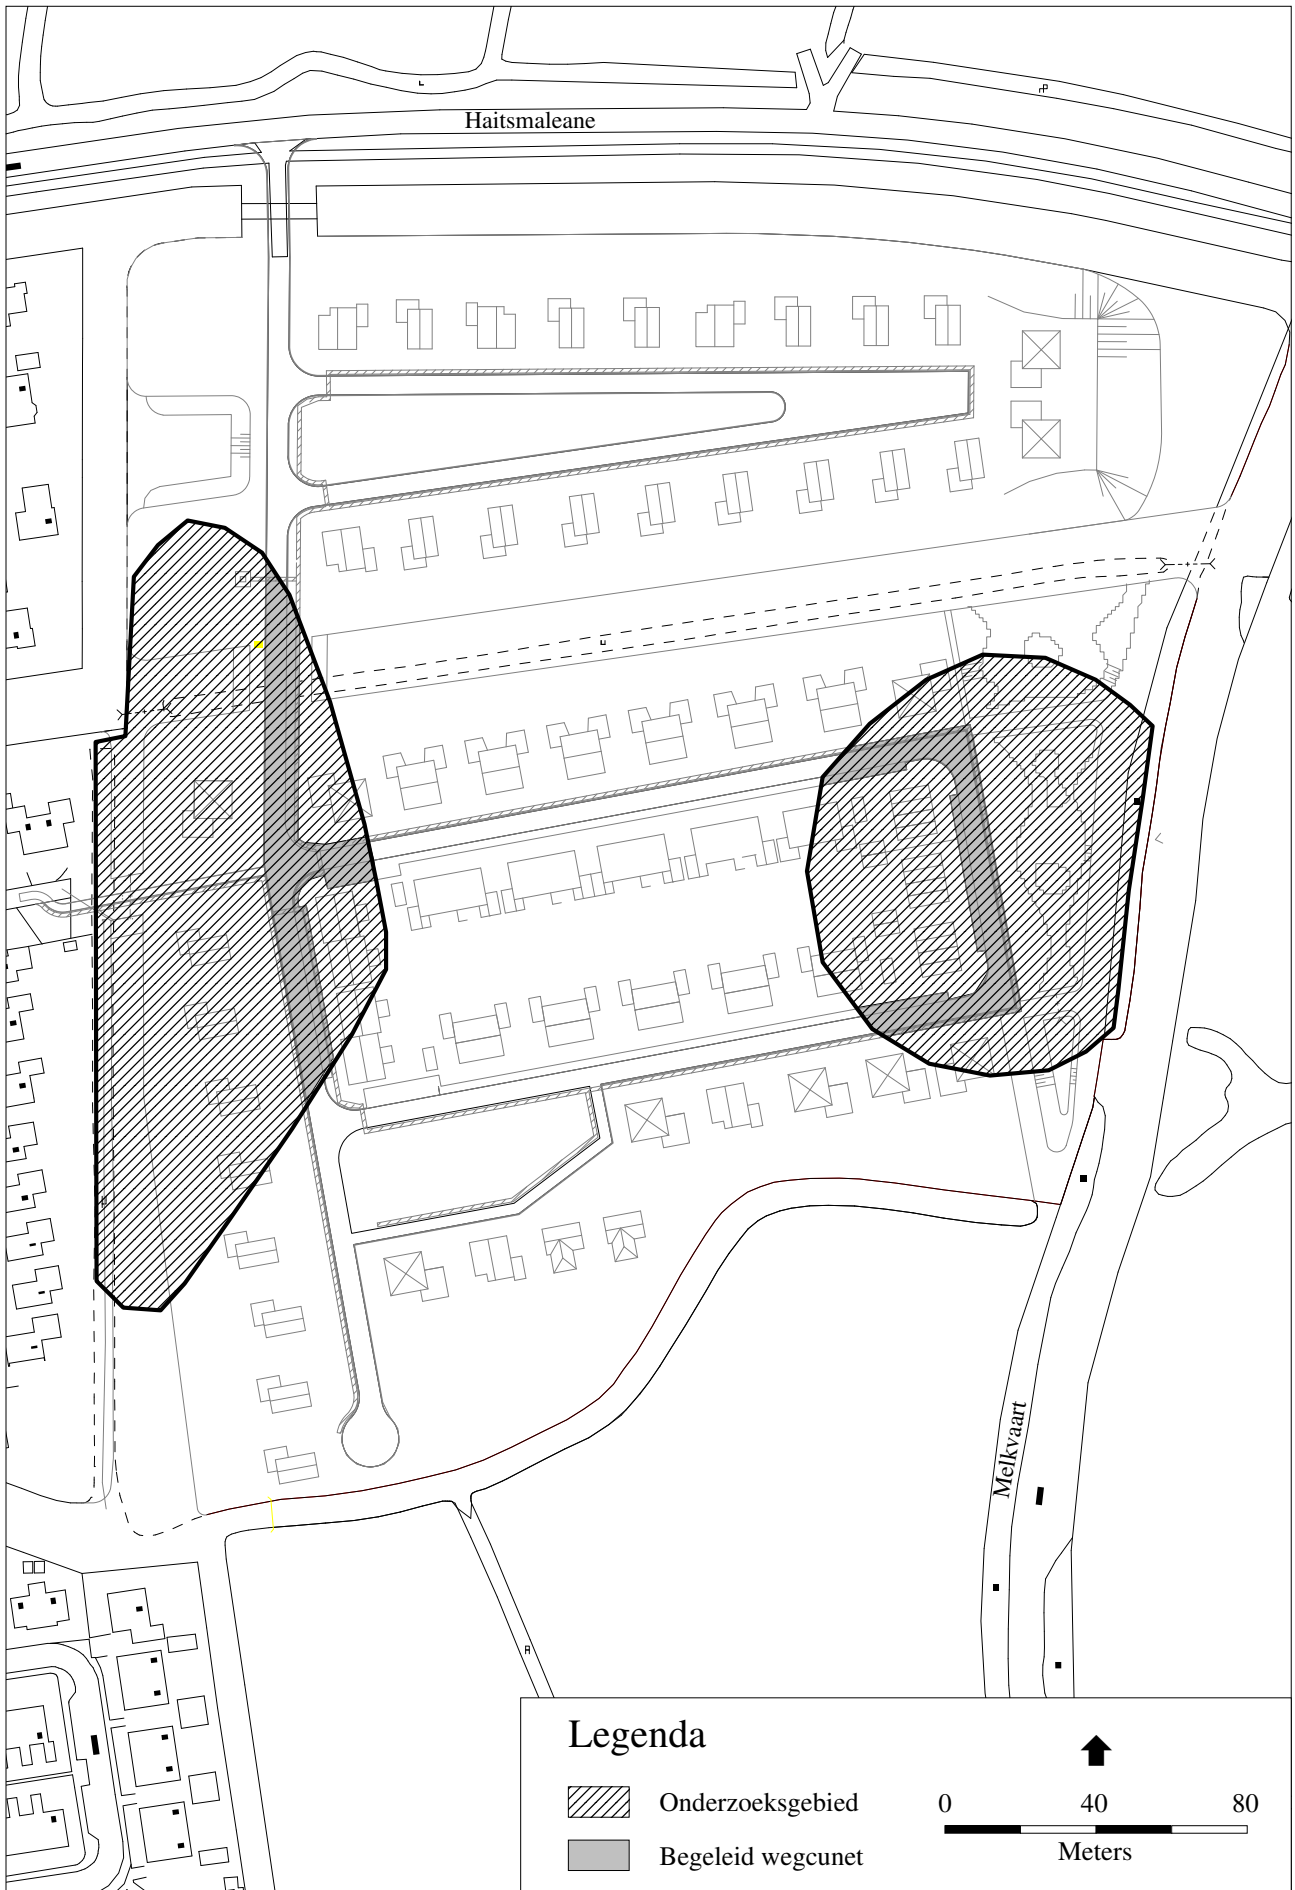 Haitsmaleane
Melkvaart
Legenda
Onderzoeksgebied
Begeleid wegcunet
0 40 80
Meters